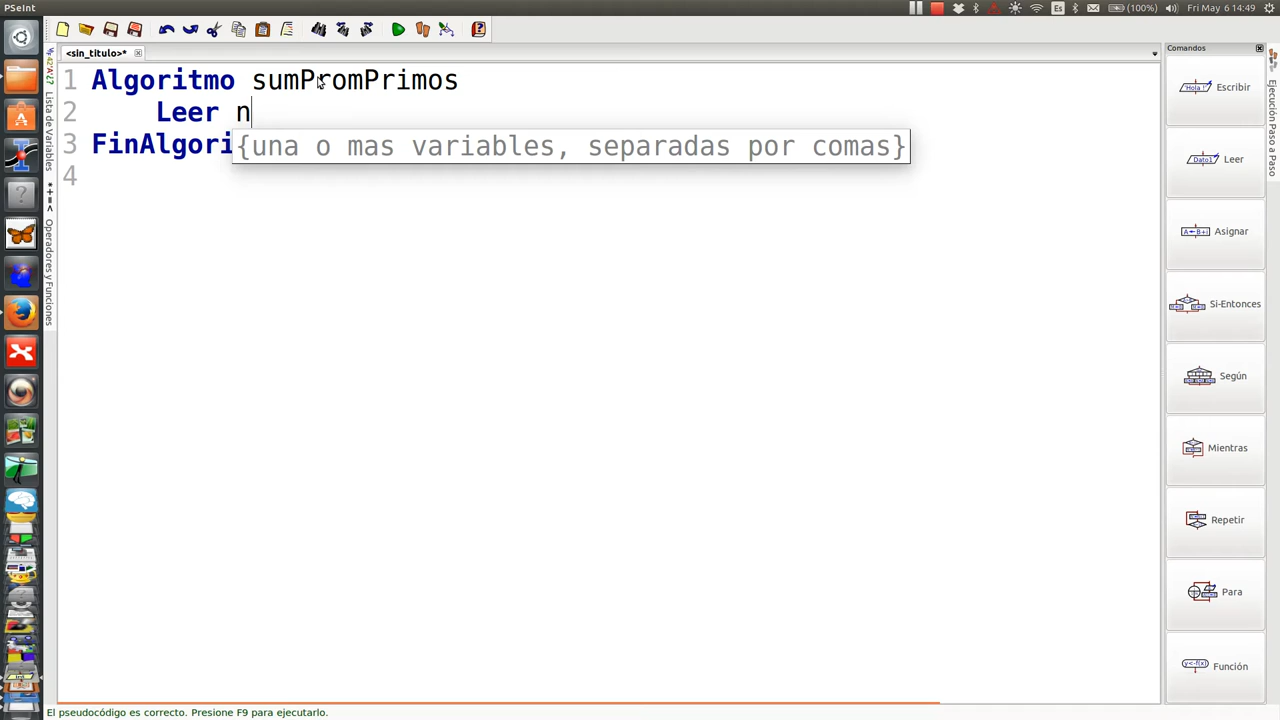 PSeInt
Es
(100%)
Fri May 6 14:49
<sin_titulo>*
Comandos
1 Algoritmo sumPromPrimos
2 Leer n
3 FinAlgori
{una o mas variables, separadas por comas}
4
Lista de Variables
Operadores y Funciones
Escribir
Leer
Asignar
Si-Entonces
Según
Mientras
Repetir
Para
Función
Ejecución Paso a Paso
El pseudocódigo es correcto. Presione F9 para ejecutarlo.